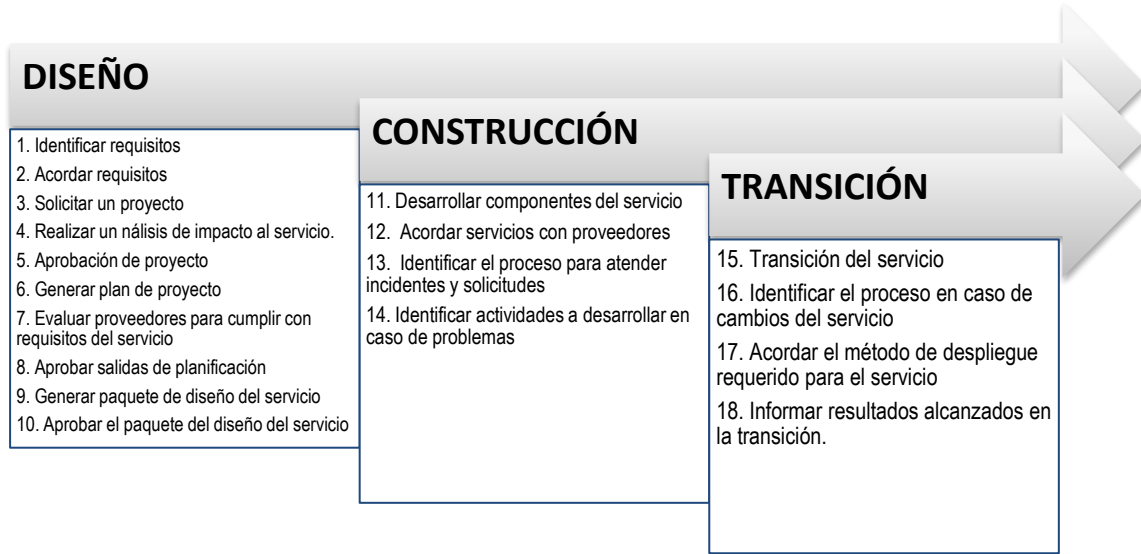 DISEÑO
1. Identificar requisitos
2. Acordar requisitos
3. Solicitar un proyecto
4. Realizar un nálisis de impacto al servicio.
5. Aprobación de proyecto
6. Generar plan de proyecto
7. Evaluar proveedores para cumplir con
requisitos del servicio
8. Aprobar salidas de planificación
9. Generar paquete de diseño del servicio
10. Aprobar el paquete del diseño del servicio
CONSTRUCCIÓN
11. Desarrollar componentes del servicio
12. Acordar servicios con proveedores
13. Identificar el proceso para atender
incidentes y solicitudes
14. Identificar actividades a desarrollar en
caso de problemas
TRANSICIÓN
15. Transición del servicio
16. Identificar el proceso en caso de
cambios del servicio
17. Acordar el método de despliegue
requerido para el servicio
18. Informar resultados alcanzados en
la transición.